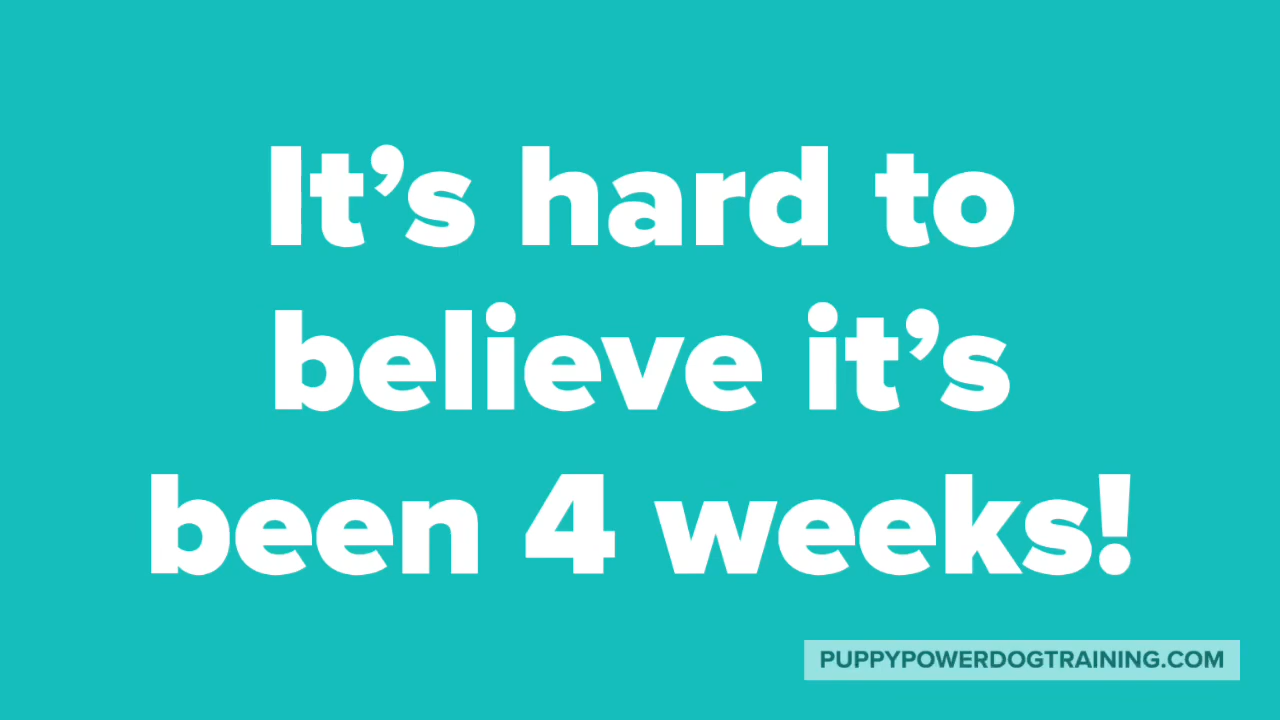 It’s hard to
believe it’s
been 4 weeks!
PUPPYPOWERDOGTRAINING.COM